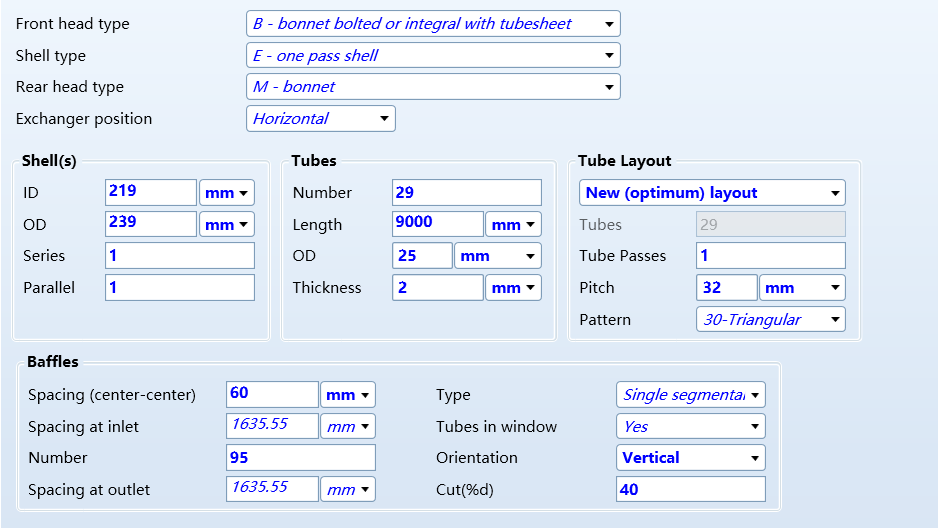 Front head type B - bonnet bolted or integral with tubesheet
Shell type E - one pass shell
Rear head type M - bonnet
Exchanger position Horizontal
Shell(s) Tubes Tube Layout
ID 219 mm Number 29 New (optimum) layout
OD 239 mm Length 9000 mm Tubes 29
Series 1 OD 25 mm Tube Passes 1
Parallel 1 Thickness 2 mm Pitch 32 mm
Pattern 30-Triangular
Baffles
Spacing (center-center) 60 mm Type Single segmental
Spacing at inlet 1635.55 mm Tubes in window Yes
Number 95 Orientation Vertical
Spacing at outlet 1635.55 mm Cut(%d) 40